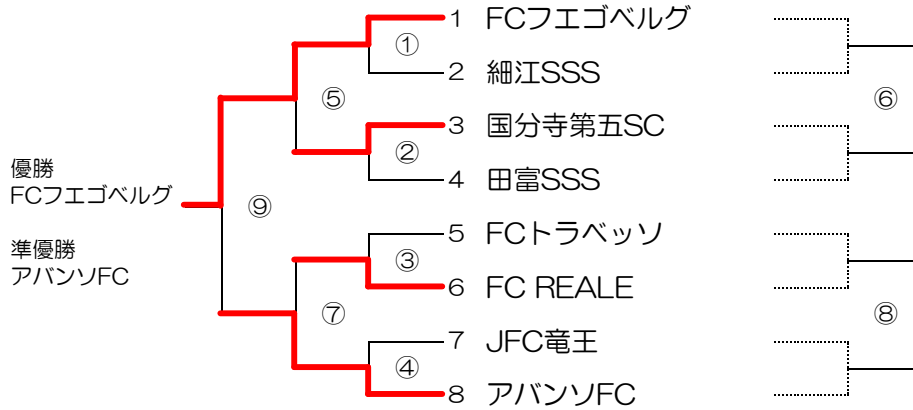 1 FCフエゴベルグ
①
2 細江SSS
⑤
⑥
3 国分寺第五SC
②
4 田富SSS
優勝
FCフエゴベルグ
⑨
準優勝
アバンソFC
5 FCトラベッソ
③
6 FC REALE
⑦
⑧
7 JFC竜王
④
8 アバンソFC